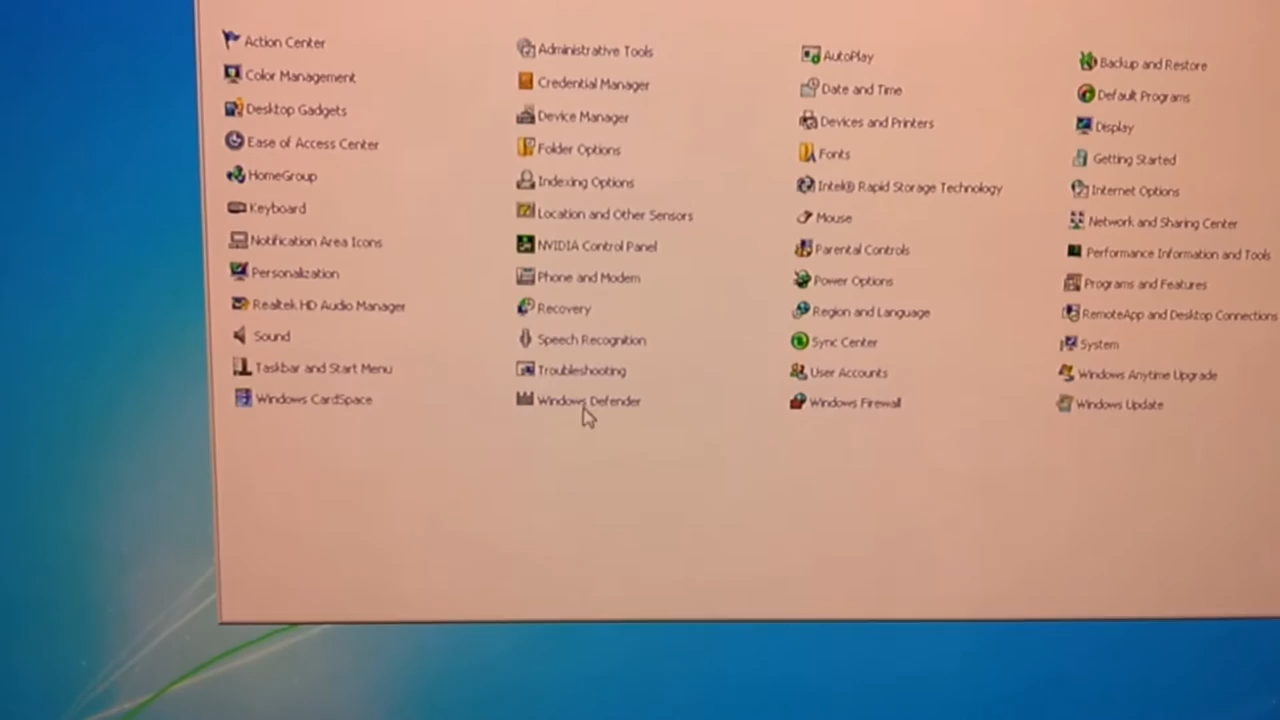 Action Center Administrative Tools AutoPlay Backup and Restore
Color Management Credential Manager Date and Time Default Programs
Desktop Gadgets Device Manager Devices and Printers Display
Ease of Access Center Folder Options Fonts Getting Started
HomeGroup Indexing Options Intel® Rapid Storage Technology Internet Options
Keyboard Location and Other Sensors Mouse Network and Sharing Center
Notification Area Icons NVIDIA Control Panel Parental Controls Performance Information and Tools
Personalization Phone and Modem Power Options Programs and Features
Realtek HD Audio Manager Recovery Region and Language RemoteApp and Desktop Connections
Sound Speech Recognition Sync Center System
Taskbar and Start Menu Troubleshooting User Accounts Windows Anytime Upgrade
Windows CardSpace Windows Defender Windows Firewall Windows Update